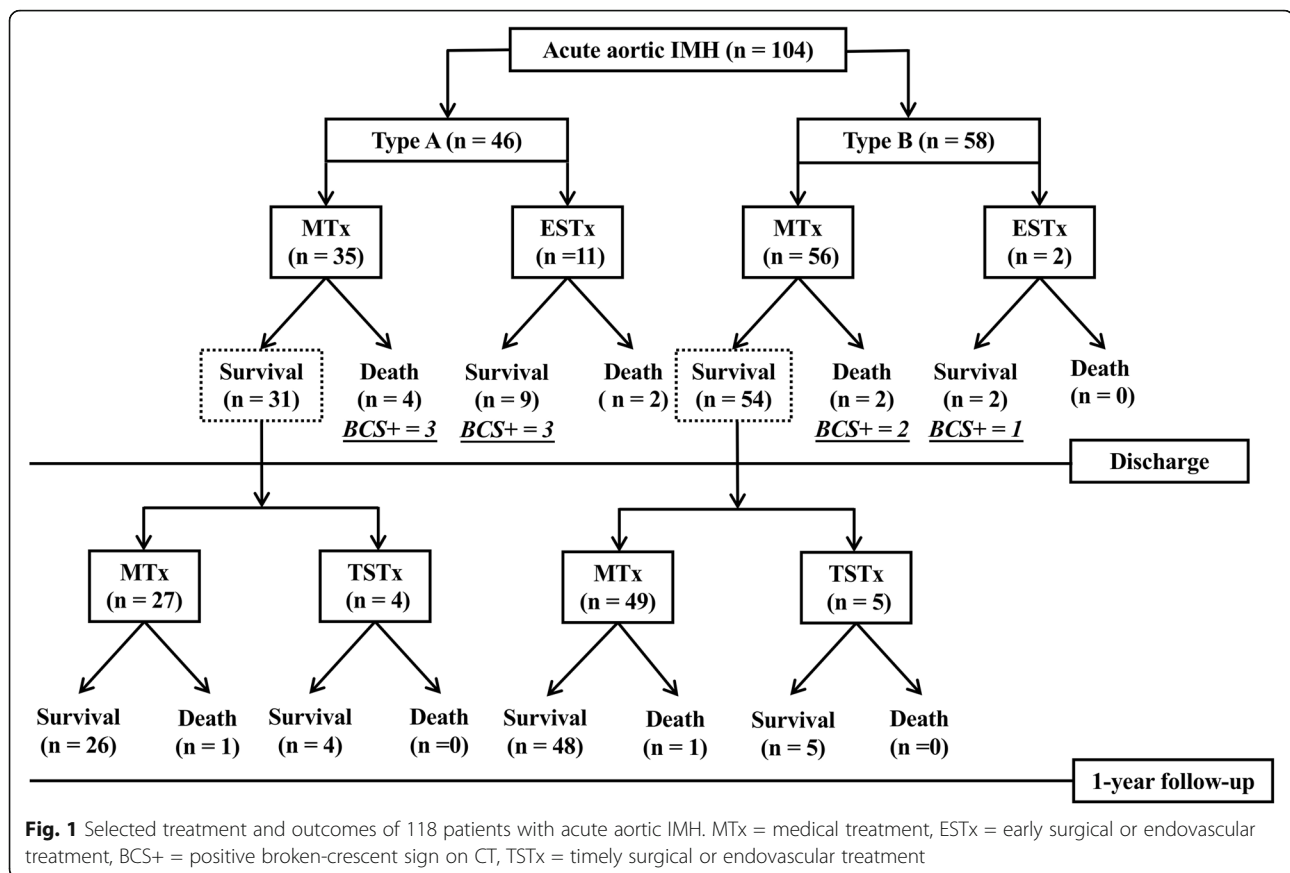 Acute aortic IMH (n = 104)
Type A (n = 46)
Type B (n = 58)
MTx
(n = 35)
ESTx
(n =11)
MTx
(n = 56)
ESTx
(n = 2)
Survival
(n = 31)
Death
(n = 4)
BCS+ = 3
Survival
(n = 9)
BCS+ = 3
Death
( n = 2)
Survival
(n = 54)
Death
(n = 2)
BCS+ = 2
Survival
(n = 2)
BCS+ = 1
Death
(n = 0)
Discharge
MTx
(n = 27)
TSTx
(n = 4)
MTx
(n = 49)
TSTx
(n = 5)
Survival
(n = 26)
Death
(n = 1)
Survival
(n = 4)
Death
(n =0)
Survival
(n = 48)
Death
(n = 1)
Survival
(n = 5)
Death
(n =0)
1-year follow-up
Fig. 1 Selected treatment and outcomes of 118 patients with acute aortic IMH. MTx = medical treatment, ESTx = early surgical or endovascular
treatment, BCS+ = positive broken-crescent sign on CT, TSTx = timely surgical or endovascular treatment